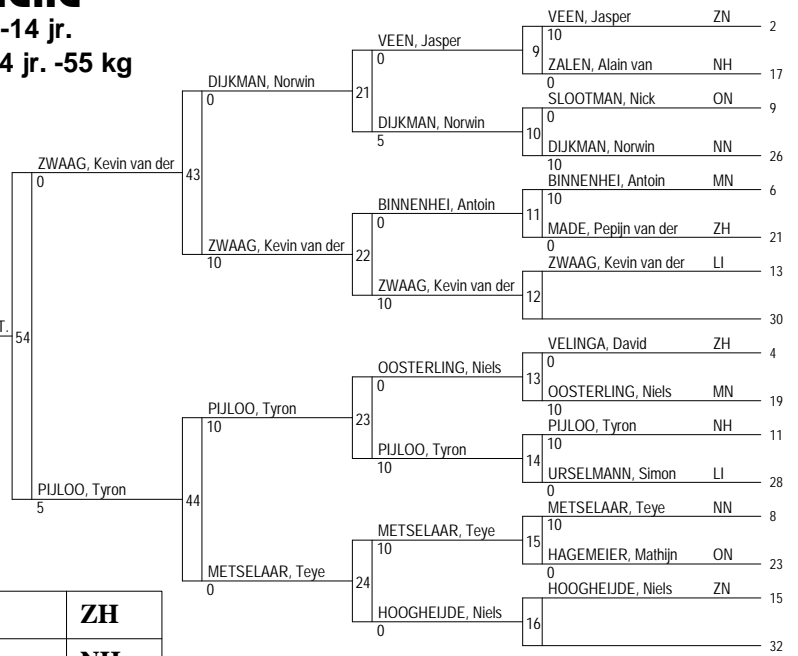 -14 jr.
4 jr. -55 kg
VEEN, Jasper ZN 2
10
9
ZALEN, Alain van NH 17
0
VEEN, Jasper
0
21
SLOOTMAN, Nick ON 9
0
10
DIJKMAN, Norwin NN 26
10
DIJKMAN, Norwin
5
DIJKMAN, Norwin
0
43
BINNENHEI, Antoin MN 6
10
11
MADE, Pepijn van der ZH 21
0
BINNENHEI, Antoin
0
22
ZWAAG, Kevin van der LI 13
12
30
ZWAAG, Kevin van der
10
ZWAAG, Kevin van der
10
ZWAAG, Kevin van der
0
T.
54
VELINGA, David ZH 4
0
13
OOSTERLING, Niels MN 19
10
OOSTERLING, Niels
0
23
PIJLOO, Tyron NH 11
10
14
URSELMANN, Simon LI 28
0
PIJLOO, Tyron
10
PIJLOO, Tyron
10
44
METSELAAR, Teye NN 8
10
15
HAGEMEIER, Mathijn ON 23
0
METSELAAR, Teye
10
24
HOOGHEIJDE, Niels ZN 15
16
32
HOOGHEIJDE, Niels
0
METSELAAR, Teye
0
PIJLOO, Tyron
5
ZH